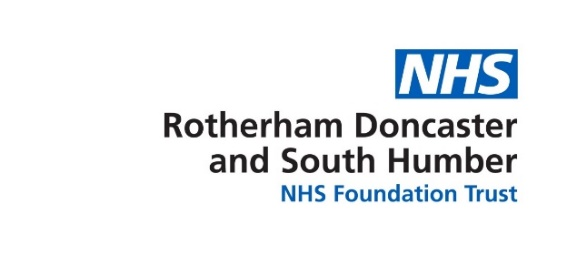 NHS
Rotherham Doncaster
and South Humber
NHS Foundation Trust